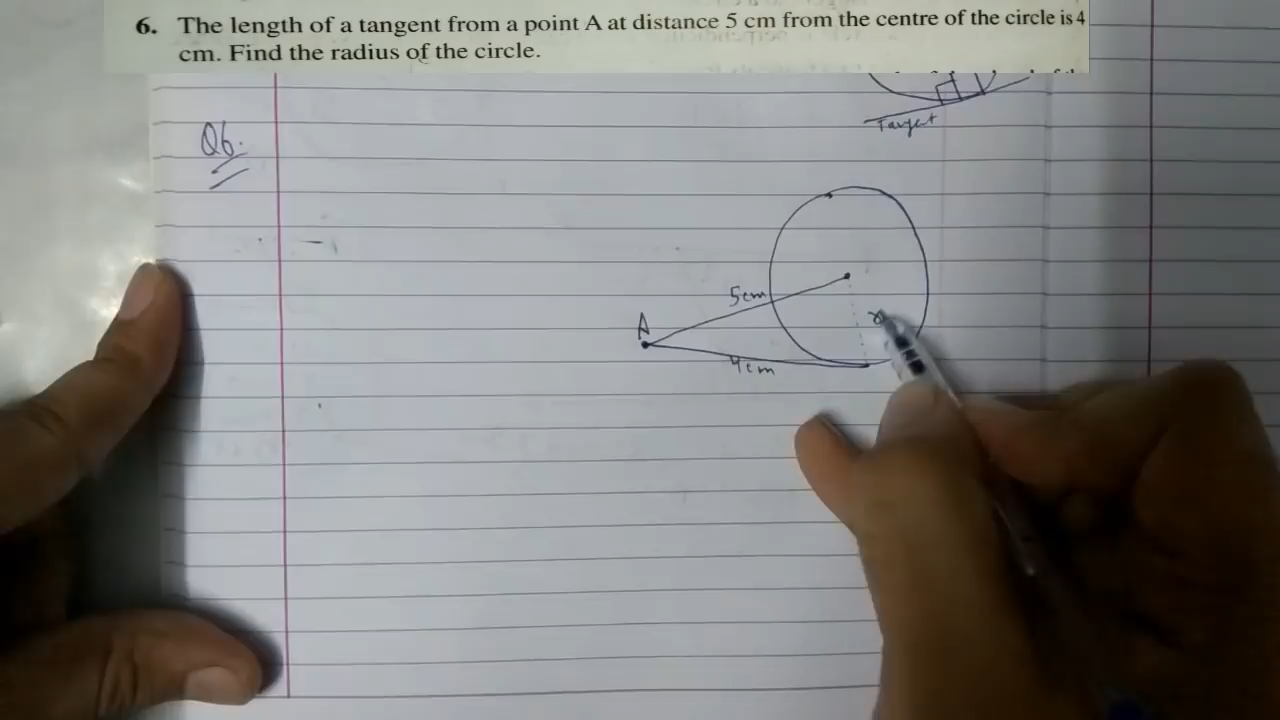 6. The length of a tangent from a point A at distance 5 cm from the centre of the circle is 4
cm. Find the radius of the circle.
Tangent
Q6.
5cm
A
4cm